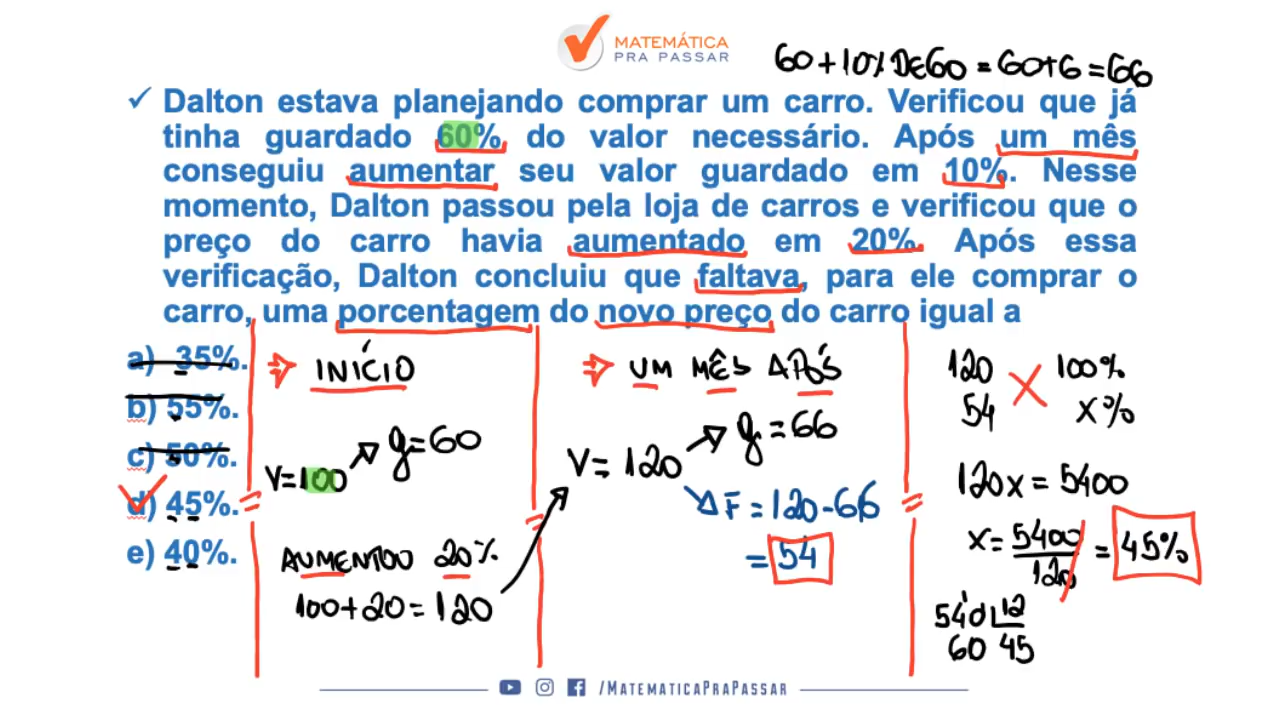 MATEMÁTICA
PRA PASSAR
60+10% DE 60 = 60+6 = 66
✓ Dalton estava planejando comprar um carro. Verificou que já
tinha guardado 60% do valor necessário. Após um mês
conseguiu aumentar seu valor guardado em 10%. Nesse
momento, Dalton passou pela loja de carros e verificou que o
preço do carro havia aumentado em 20%. Após essa
verificação, Dalton concluiu que faltava, para ele comprar o
carro, uma porcentagem do novo preço do carro igual a
a) 35%.
b) 55%.
c) 50%.
d) 45%.
e) 40%.
⇒ INÍCIO
g=60
V=100
AUMENTOO 20%
100+20=120
⇒ UM MÊS APÓS
g=66
V=120
F=120-66
=54
120 100%
54 X%
120x=5400
x=5400/120=45%
540 12
60 45
/MATEMATICAPRAPASSAR